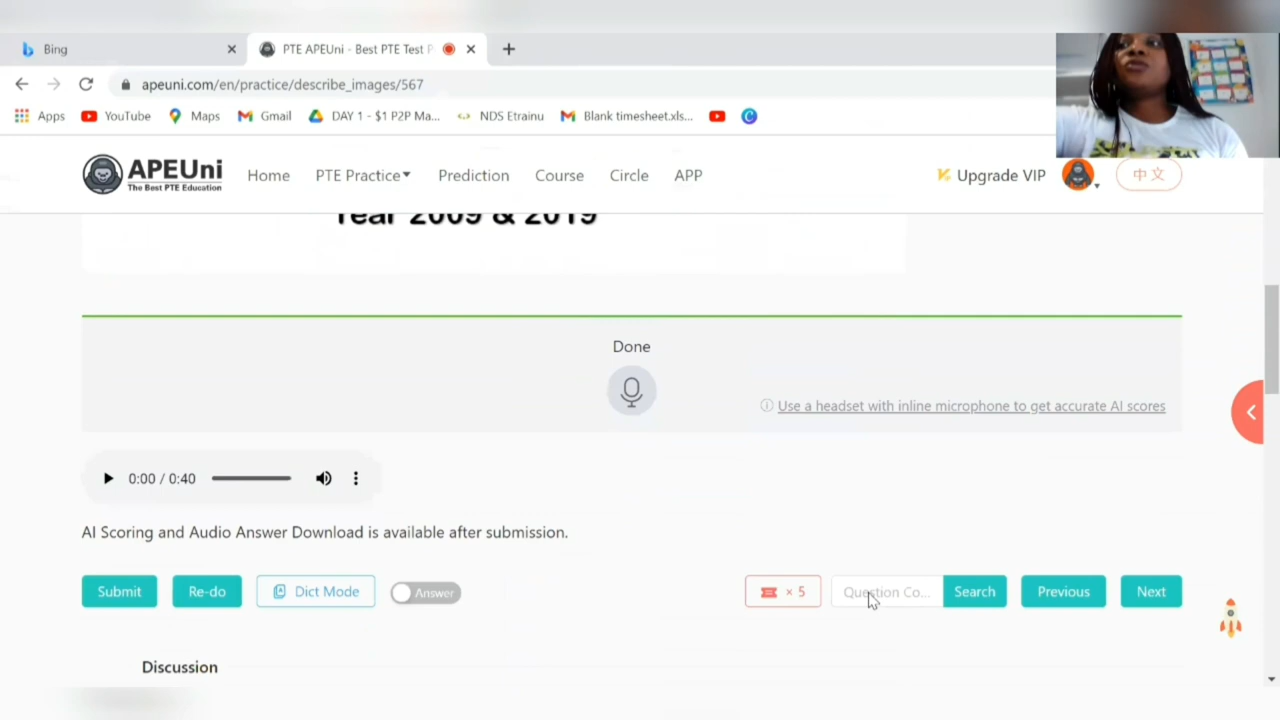 Bing
PTE APEUni - Best PTE Test P
apeuni.com/en/practice/describe_images/567
Apps YouTube Maps Gmail DAY 1 - $1 P2P Ma... NDS Etrainu Blank timesheet.xls...
APEUni
The Best PTE Education
Home PTE Practice Prediction Course Circle APP Upgrade VIP 中文
Year 2009 & 2019
Done
Use a headset with inline microphone to get accurate AI scores
0:00 / 0:40
AI Scoring and Audio Answer Download is available after submission.
Submit Re-do Dict Mode Answer × 5 Question Co... Search Previous Next
Discussion